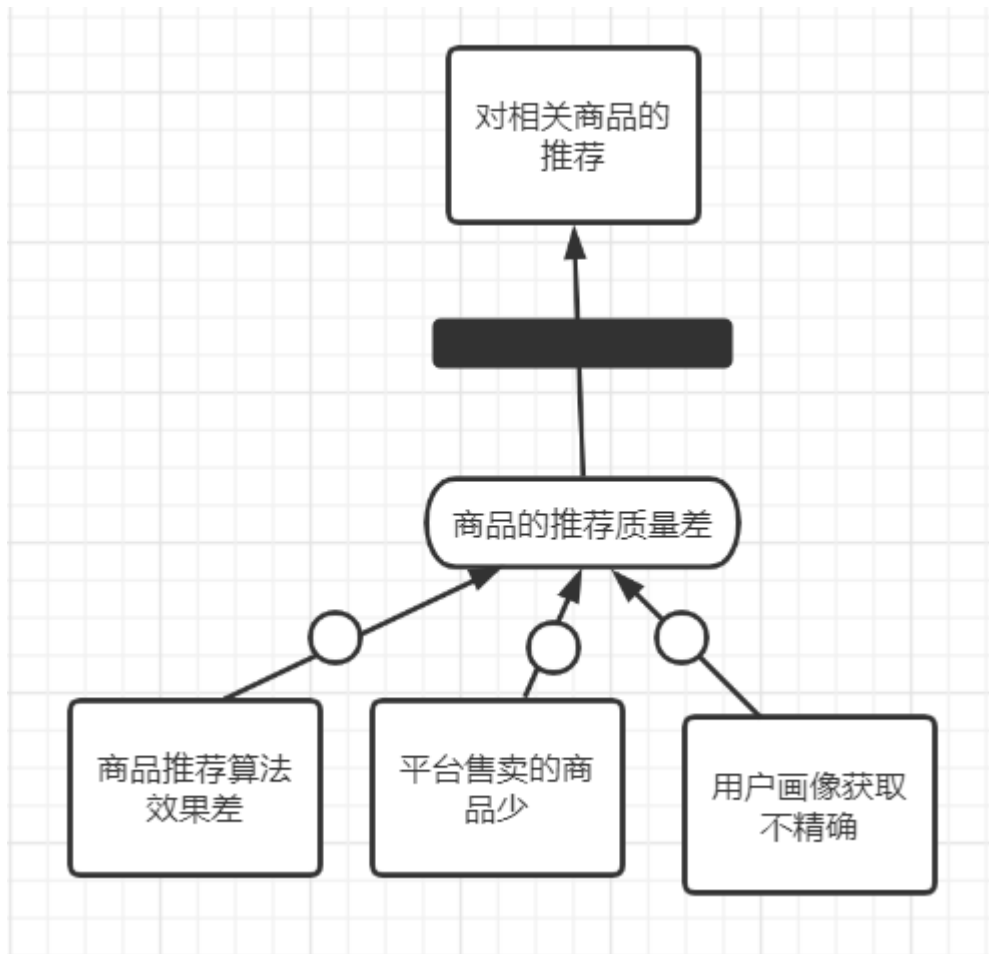 对相关商品的
推荐
商品的推荐质量差
商品推荐算法
效果差
平台售卖的商
品少
用户画像获取
不精确